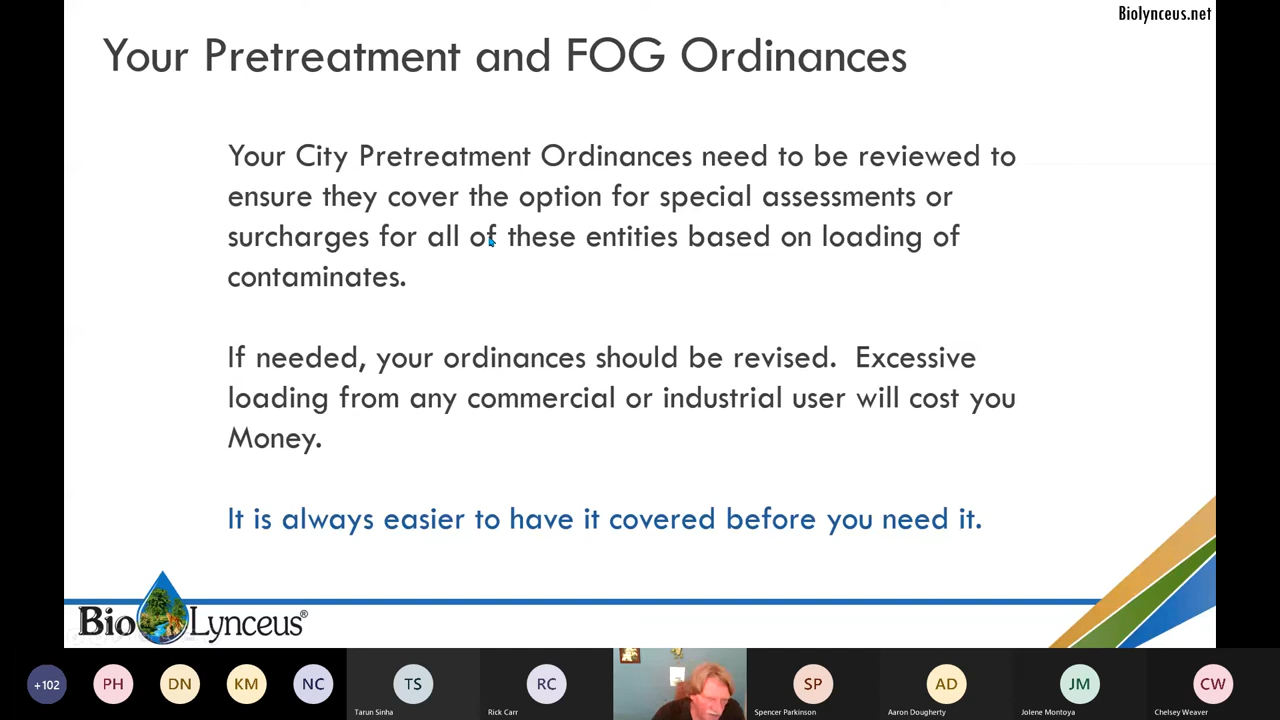 Biolynceus.net
Your Pretreatment and FOG Ordinances
Your City Pretreatment Ordinances need to be reviewed to
ensure they cover the option for special assessments or
surcharges for all of these entities based on loading of
contaminates.
If needed, your ordinances should be revised.  Excessive
loading from any commercial or industrial user will cost you
Money.
It is always easier to have it covered before you need it.
Bio Lynceus®
+102
PH
DN
KM
NC
TS
RC
SP
AD
JM
CW
Tarun Sinha
Rick Carr
Spencer Parkinson
Aaron Dougherty
Jolene Montoya
Chelsey Weaver